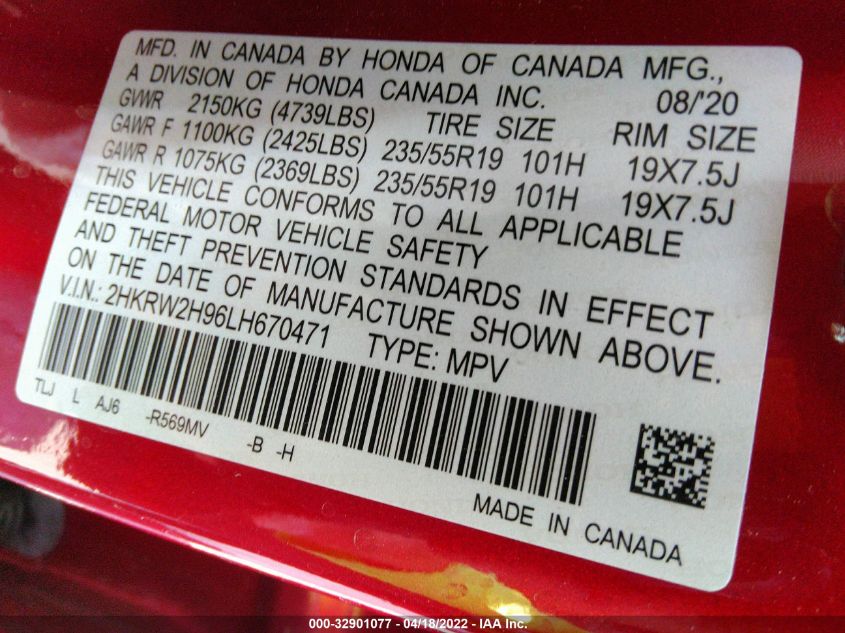 MFD. IN CANADA BY HONDA OF CANADA MFG.,
A DIVISION OF HONDA CANADA INC. 08/'20
GVWR 2150KG (4739LBS) TIRE SIZE RIM SIZE
GAWR F 1100KG (2425LBS) 235/55R19 101H 19X7.5J
GAWR R 1075KG (2369LBS) 235/55R19 101H 19X7.5J
THIS VEHICLE CONFORMS TO ALL APPLICABLE
FEDERAL MOTOR VEHICLE SAFETY
AND THEFT PREVENTION STANDARDS IN EFFECT
ON THE DATE OF MANUFACTURE SHOWN ABOVE.
V.I.N.: 2HKRW2H96LH670471 TYPE: MPV
TLJ L AJ6 -R569MV -B -H
MADE IN CANADA
000-32901077 - 04/18/2022 - IAA Inc.